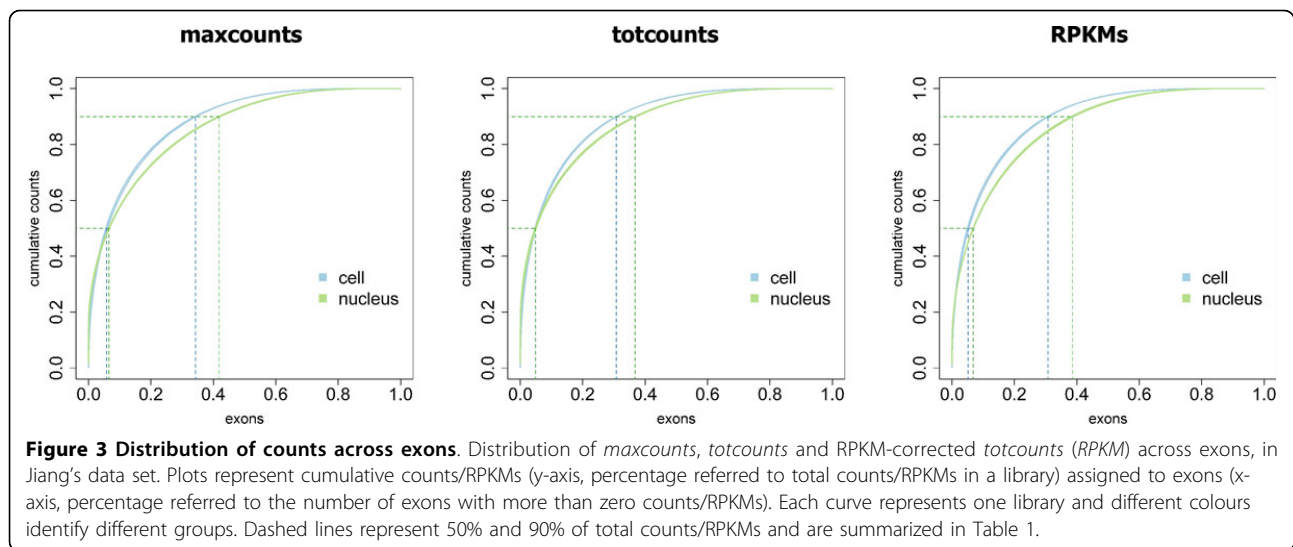 maxcounts totcounts RPKMs
cumulative counts
0.0 0.2 0.4 0.6 0.8 1.0
cell
nucleus
0.0 0.2 0.4 0.6 0.8 1.0
exons
cumulative counts
0.0 0.2 0.4 0.6 0.8 1.0
cell
nucleus
0.0 0.2 0.4 0.6 0.8 1.0
exons
cumulative counts
0.0 0.2 0.4 0.6 0.8 1.0
cell
nucleus
0.0 0.2 0.4 0.6 0.8 1.0
exons
Figure 3 Distribution of counts across exons. Distribution of maxcounts, totcounts and RPKM-corrected totcounts (RPKM) across exons, in
Jiang's data set. Plots represent cumulative counts/RPKMs (y-axis, percentage referred to total counts/RPKMs in a library) assigned to exons (x-
axis, percentage referred to the number of exons with more than zero counts/RPKMs). Each curve represents one library and different colours
identify different groups. Dashed lines represent 50% and 90% of total counts/RPKMs and are summarized in Table 1.